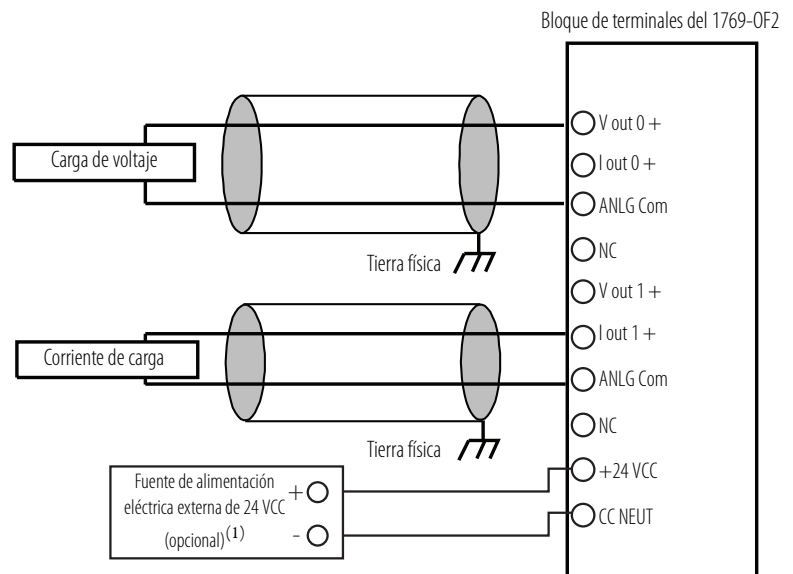 Bloque de terminales del 1769-OF2
V out 0 +
Carga de voltaje
I out 0 +
ANLG Com
NC
Tierra física
V out 1 +
I out 1 +
Corriente de carga
ANLG Com
NC
Tierra física
+24 VCC
Fuente de alimentación
eléctrica externa de 24 VCC
(opcional)(1)
+
-
CC NEUT